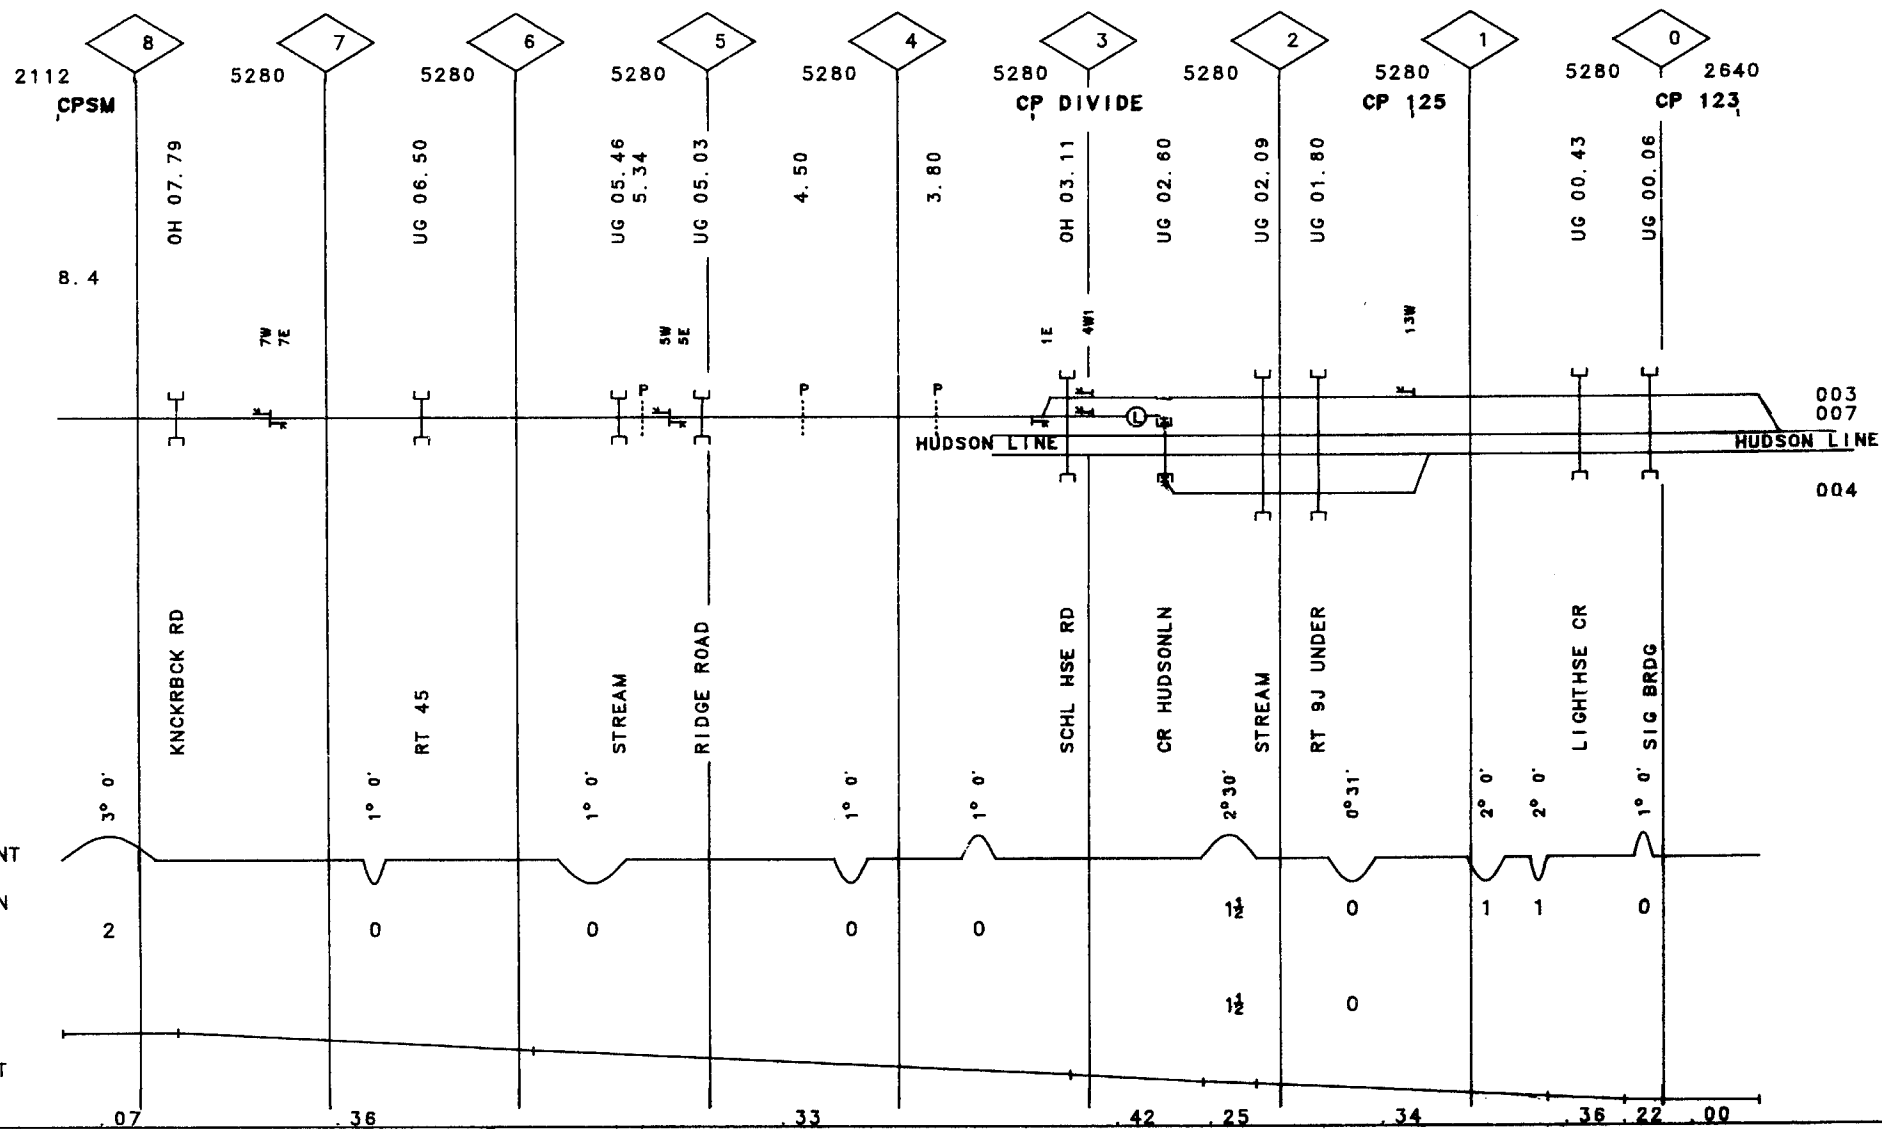 8 7 6 5 4 3 2 1 0
2112 5280 5280 5280 5280 5280 5280 5280 5280 2640
CPSM CP DIVIDE CP 125 CP 123
OH 07.79
UG 06.50
UG 05.46
5.34
UG 05.03
4.50
3.80
OH 03.11
UG 02.60
UG 02.09
UG 01.80
UG 00.43
UG 00.06
8.4
7W
7E
5W
5E
1E
4W1
13W
P P P
003
L 007
HUDSON LINE HUDSON LINE
004
KNCKRBCK RD
RT 45
STREAM
RIDGE ROAD
SCHL HSE RD
CR HUDSONLN
STREAM
RT 9J UNDER
LIGHTHSE CR
SIG BRDG
3° 0' 1° 0' 1° 0' 1° 0' 1° 0' 2°30' 0°31' 2° 0' 2° 0' 1° 0'
NT
N 1½ 0 1 1 0
2 0 0 0 0
1½ 0
T
.07 .36 .33 .42 .25 .34 .36 .22 .00